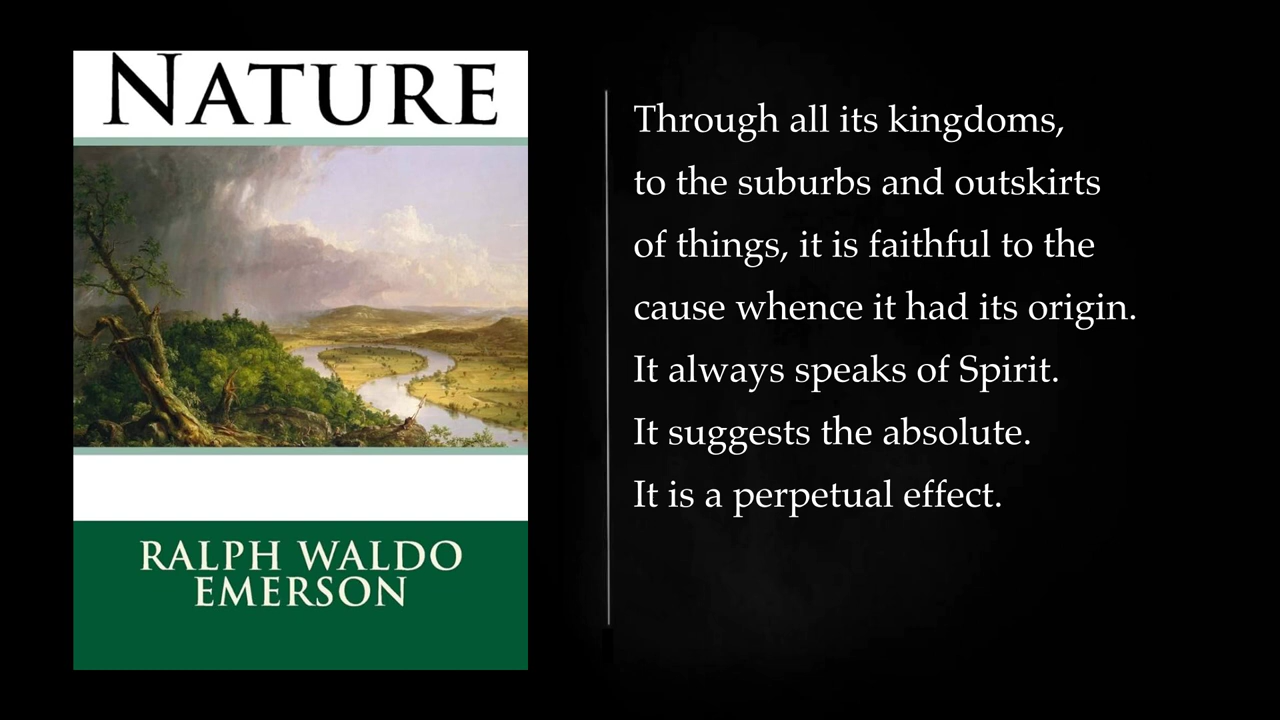 NATURE
RALPH WALDO
EMERSON
Through all its kingdoms,
to the suburbs and outskirts
of things, it is faithful to the
cause whence it had its origin.
It always speaks of Spirit.
It suggests the absolute.
It is a perpetual effect.